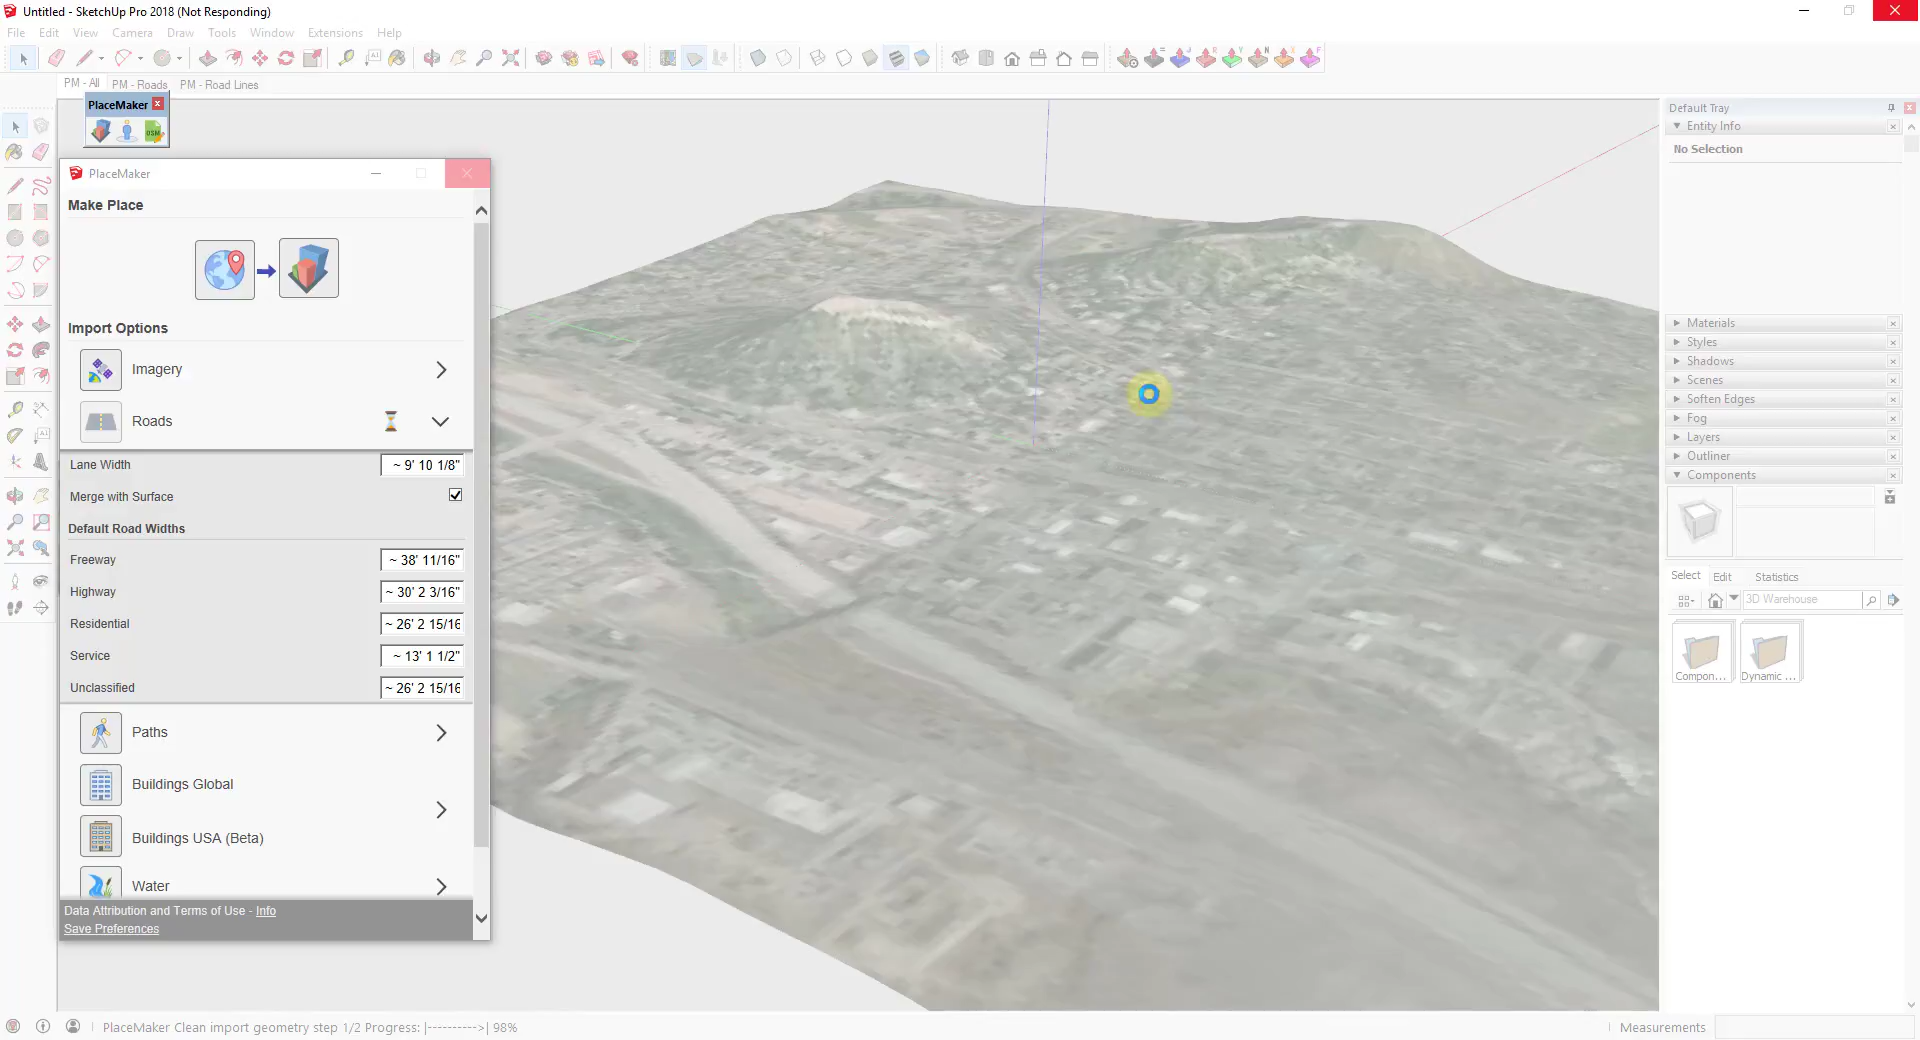 Untitled - SketchUp Pro 2018 (Not Responding)
File Edit View Camera Draw Tools Window Extensions Help
PM - All PM - Roads PM - Road Lines
PlaceMaker
OSM
PlaceMaker
Make Place
Import Options
Imagery
Roads
Lane Width ~ 9' 10 1/8"
Merge with Surface
Default Road Widths
Freeway ~ 38' 11/16"
Highway ~ 30' 2 3/16"
Residential ~ 26' 2 15/16
Service ~ 13' 1 1/2"
Unclassified ~ 26' 2 15/16
Paths
Buildings Global
Buildings USA (Beta)
Water
Data Attribution and Terms of Use - Info
Save Preferences
Default Tray
Entity Info
No Selection
Materials
Styles
Shadows
Scenes
Soften Edges
Fog
Layers
Outliner
Components
Select Edit Statistics
3D Warehouse
Compon... Dynamic ...
PlaceMaker Clean import geometry step 1/2 Progress: |---------->| 98%
Measurements